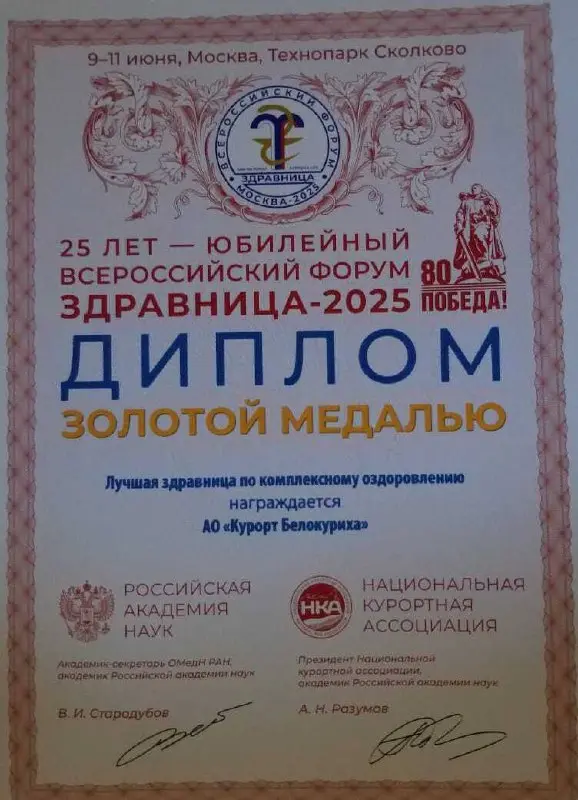 9–11 июня, Москва, Технопарк Сколково
ВСЕРОССИЙСКИЙ ФОРУМ
ЗДРАВНИЦА
МОСКВА-2025
25 ЛЕТ — ЮБИЛЕЙНЫЙ
ВСЕРОССИЙСКИЙ ФОРУМ
ЗДРАВНИЦА-2025
80
ПОБЕДА!
ДИПЛОМ
ЗОЛОТОЙ МЕДАЛЬЮ
Лучшая здравница по комплексному оздоровлению
награждается
АО «Курорт Белокуриха»
РОССИЙСКАЯ
АКАДЕМИЯ
НАУК
Академик-секретарь ОМедН РАН,
академик Российской академии наук
В. И. Стародубов
НКА
НАЦИОНАЛЬНАЯ
КУРОРТНАЯ
АССОЦИАЦИЯ
Президент Национальной
курортной ассоциации,
академик Российской академии наук
А. Н. Разумов